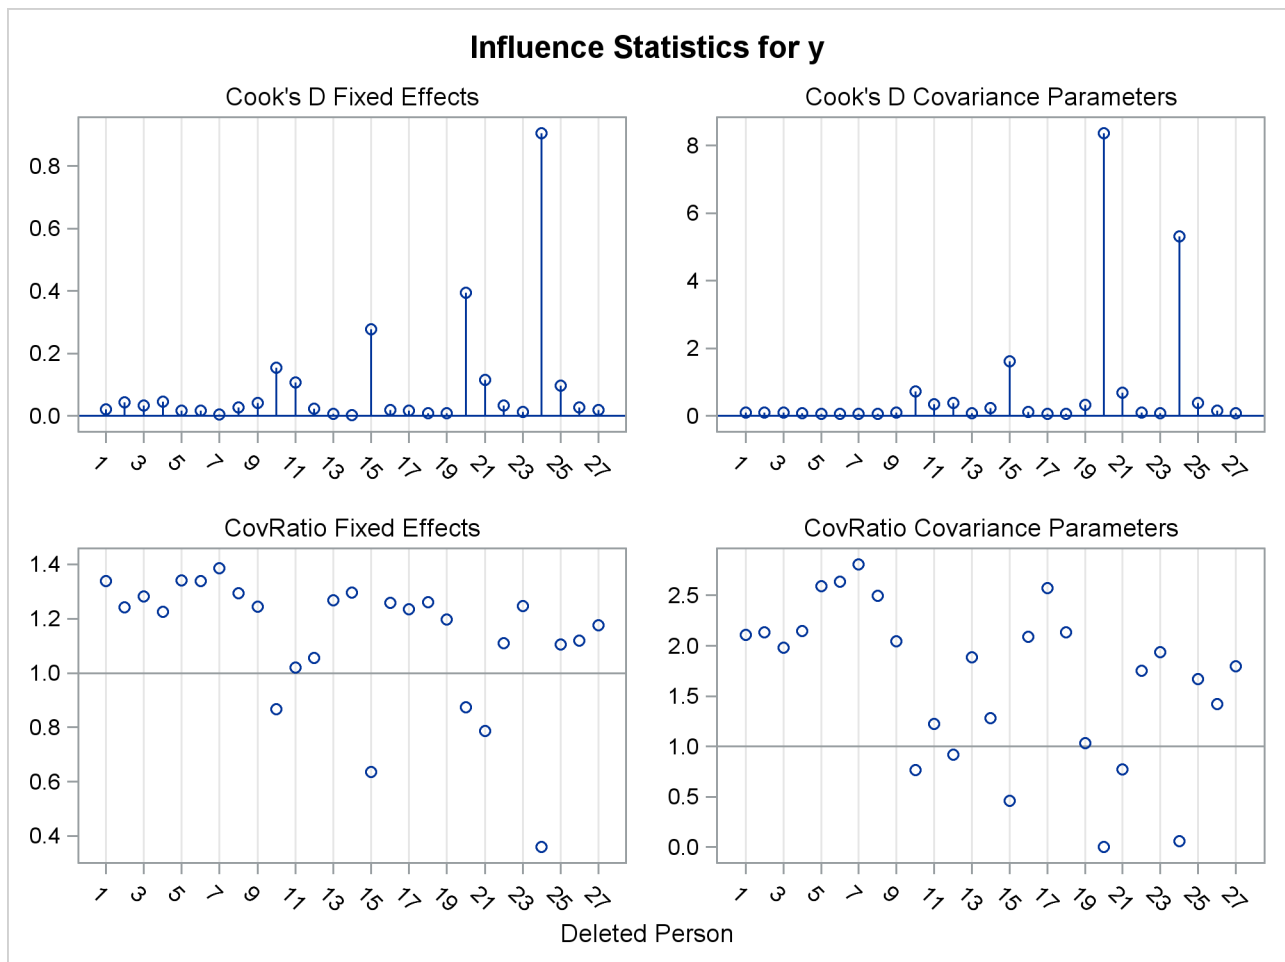 Influence Statistics for y
Cook's D Fixed Effects
0.8
0.6
0.4
0.2
0.0
1 3 5 7 9 11 13 15 17 19 21 23 25 27
Cook's D Covariance Parameters
8
6
4
2
0
1 3 5 7 9 11 13 15 17 19 21 23 25 27
CovRatio Fixed Effects
1.4
1.2
1.0
0.8
0.6
0.4
1 3 5 7 9 11 13 15 17 19 21 23 25 27
CovRatio Covariance Parameters
2.5
2.0
1.5
1.0
0.5
0.0
1 3 5 7 9 11 13 15 17 19 21 23 25 27
Deleted Person